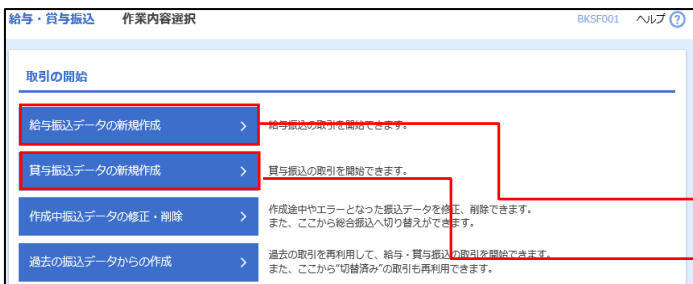 給与・賞与振込 作業内容選択 BKSF001 ヘルプ ?
取引の開始
給与振込データの新規作成 > 給与振込の取引を開始できます。
賞与振込データの新規作成 > 賞与振込の取引を開始できます。
作成中振込データの修正・削除 > 作成途中やエラーとなった振込データを修正、削除できます。
また、ここから総合振込へ切り替えができます。
過去の振込データからの作成 > 過去の取引を再利用して、給与・賞与振込の取引を開始できます。
また、ここから“切替済み”の取引も再利用できます。